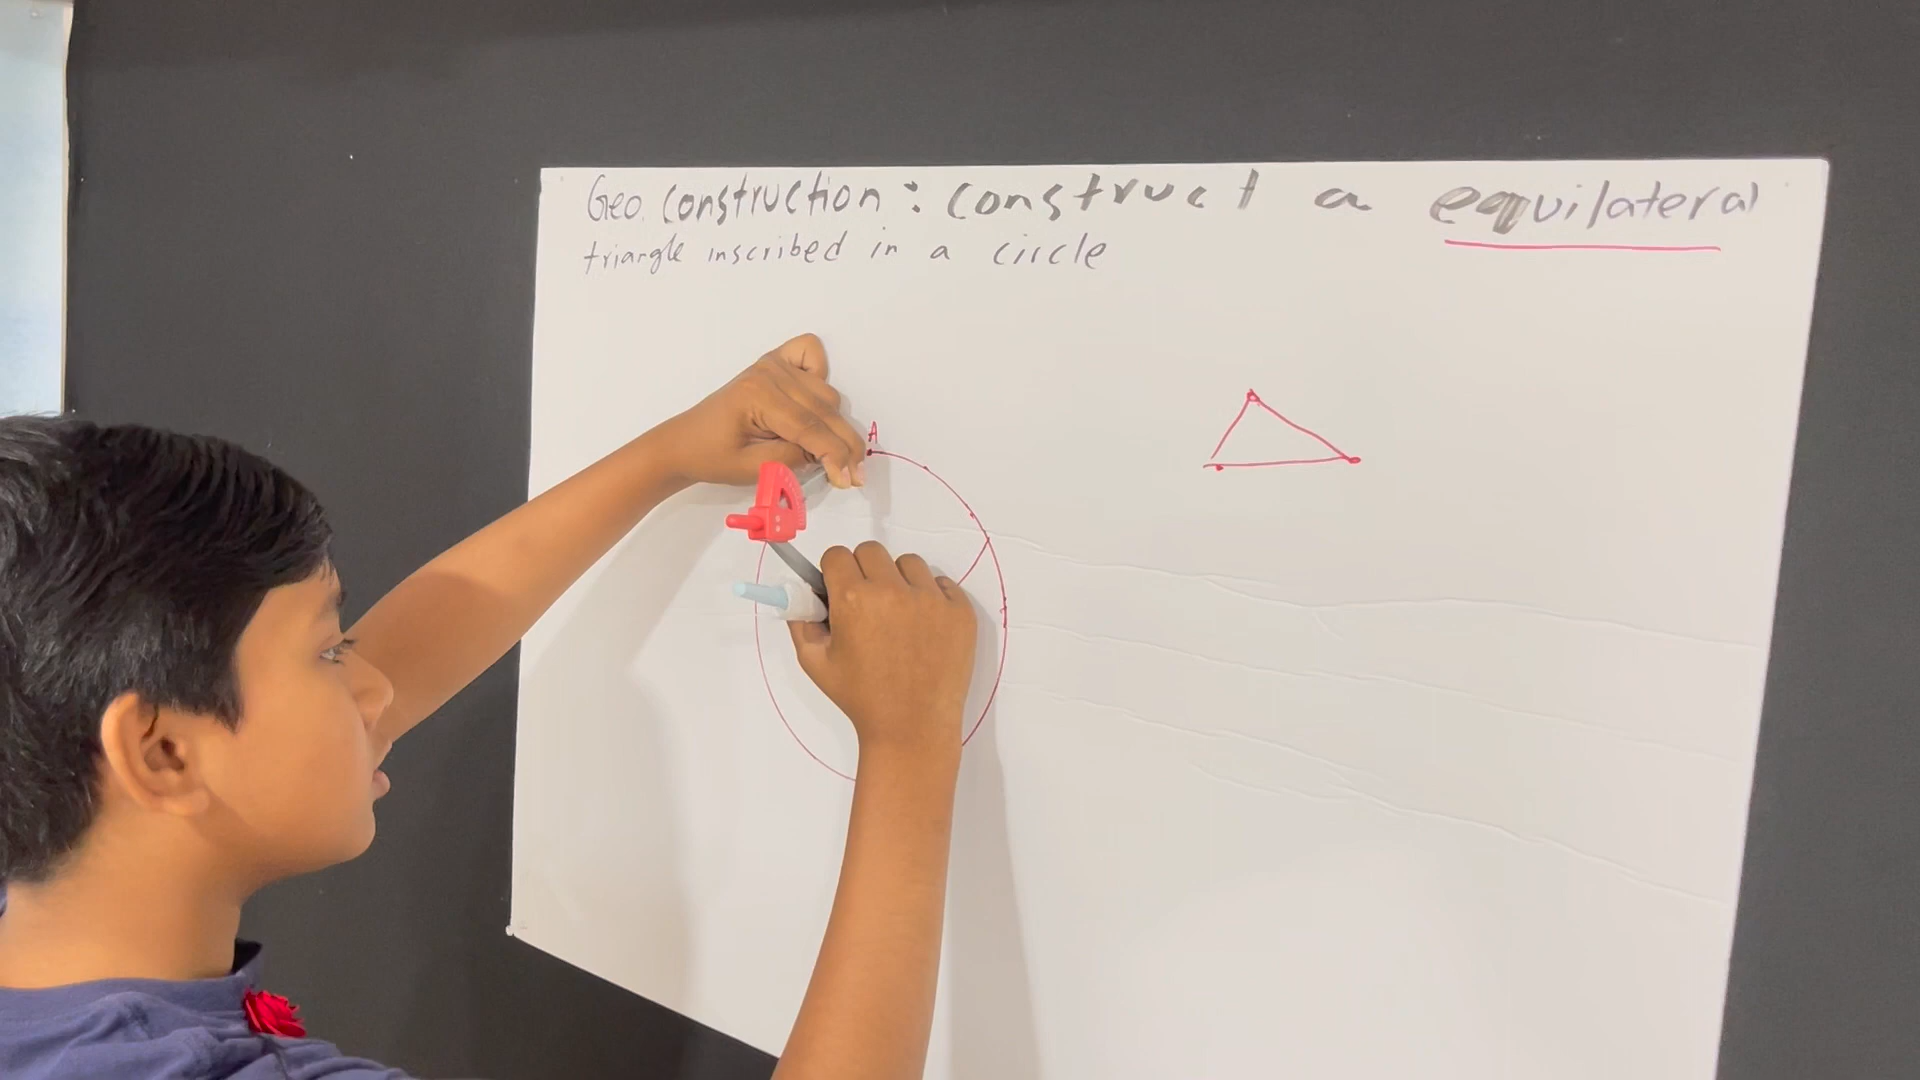 Geo. construction: construct a equilateral
triangle inscribed in a circle
A